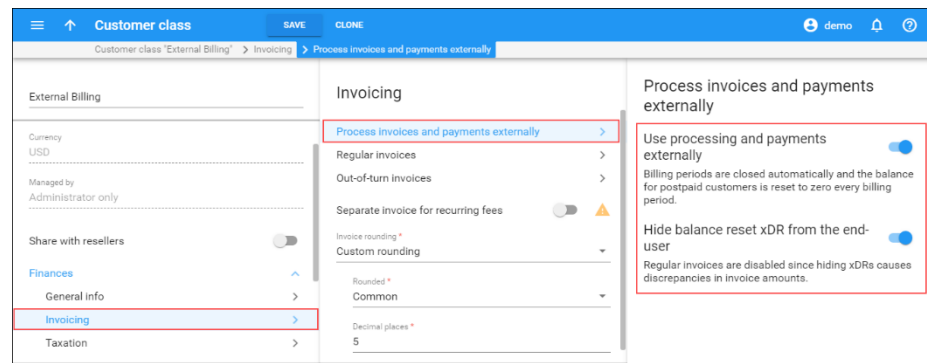 Customer class
SAVE
CLONE
demo
Customer class "External Billing" > Invoicing > Process invoices and payments externally
External Billing
Currency
USD
Managed by
Administrator only
Share with resellers
Finances
General info
Invoicing
Taxation
Invoicing
Process invoices and payments externally
Regular invoices
Out-of-turn invoices
Separate invoice for recurring fees
Invoice rounding *
Custom rounding
Rounded *
Common
Decimal places *
5
Process invoices and payments
externally
Use processing and payments
externally
Billing periods are closed automatically and the balance
for postpaid customers is reset to zero every billing
period.
Hide balance reset xDR from the end-
user
Regular invoices are disabled since hiding xDRs causes
discrepancies in invoice amounts.